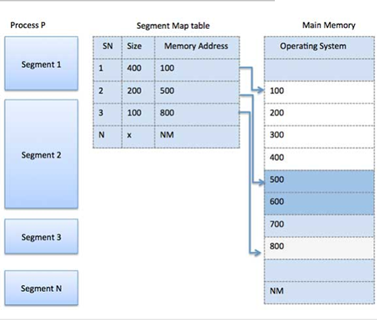 Process P
Segment 1
Segment 2
Segment 3
Segment N
Segment Map table
SN Size Memory Address
1 400 100
2 200 500
3 100 800
N x NM
Main Memory
Operating System
100
200
300
400
500
600
700
800
NM